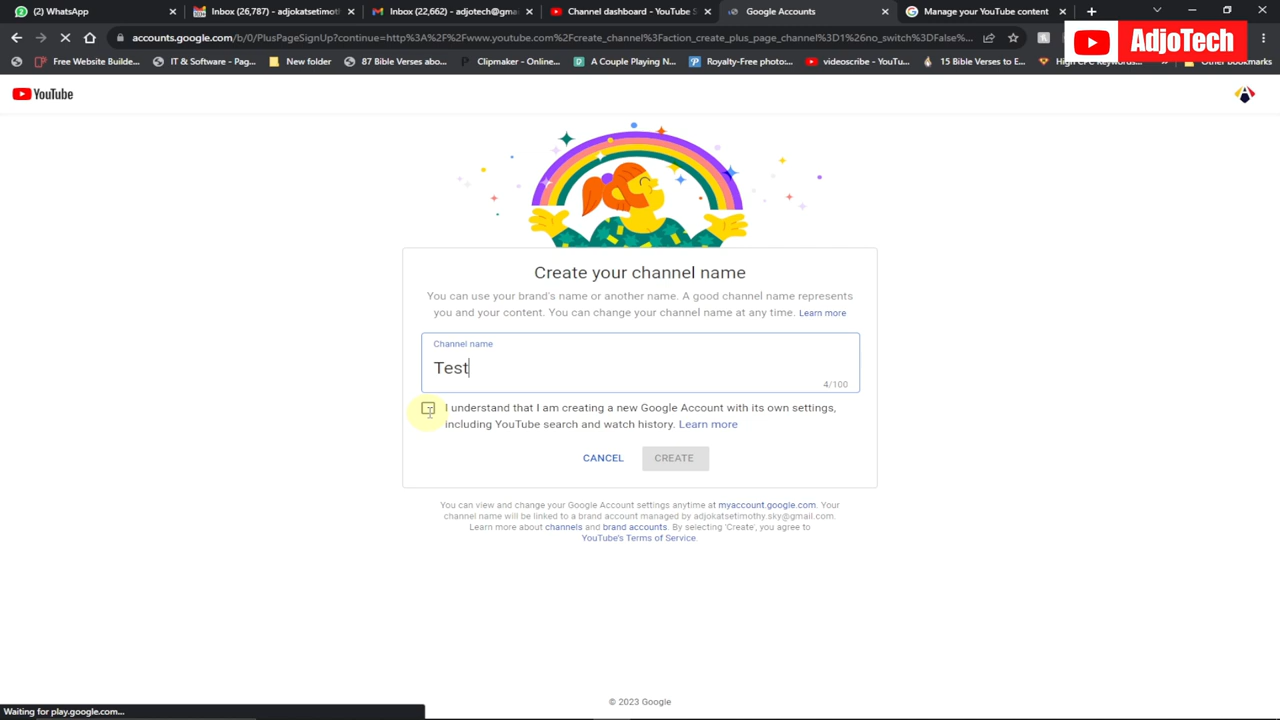 (2) WhatsApp
Inbox (26,787) - adjokatsetimoth
Inbox (22,662) - adjotech@gma
Channel dashboard - YouTube S
Google Accounts
Manage your YouTube content
accounts.google.com/b/0/PlusPageSignUp?continue=http%3A%2F%2Fwww.youtube.com%2Fcreate_channel%3Faction_create_plus_page_channel%3D1%26no_switch%3DFalse%...
AdjoTech
Free Website Builde...
IT & Software - Pag...
New folder
87 Bible Verses abo...
Clipmaker - Online...
A Couple Playing N...
Royalty-Free photo...
videoscribe - YouTu...
15 Bible Verses to E...
High CPC Keywords...
Other Bookmarks
YouTube
Create your channel name
You can use your brand's name or another name. A good channel name represents
you and your content. You can change your channel name at any time. Learn more
Channel name
Test
4/100
I understand that I am creating a new Google Account with its own settings,
including YouTube search and watch history. Learn more
CANCEL
CREATE
You can view and change your Google Account settings anytime at myaccount.google.com. Your
channel name will be linked to a brand account managed by adjokatsetimothy.sky@gmail.com.
Learn more about channels and brand accounts. By selecting 'Create', you agree to
YouTube's Terms of Service.
© 2023 Google
Waiting for play.google.com...